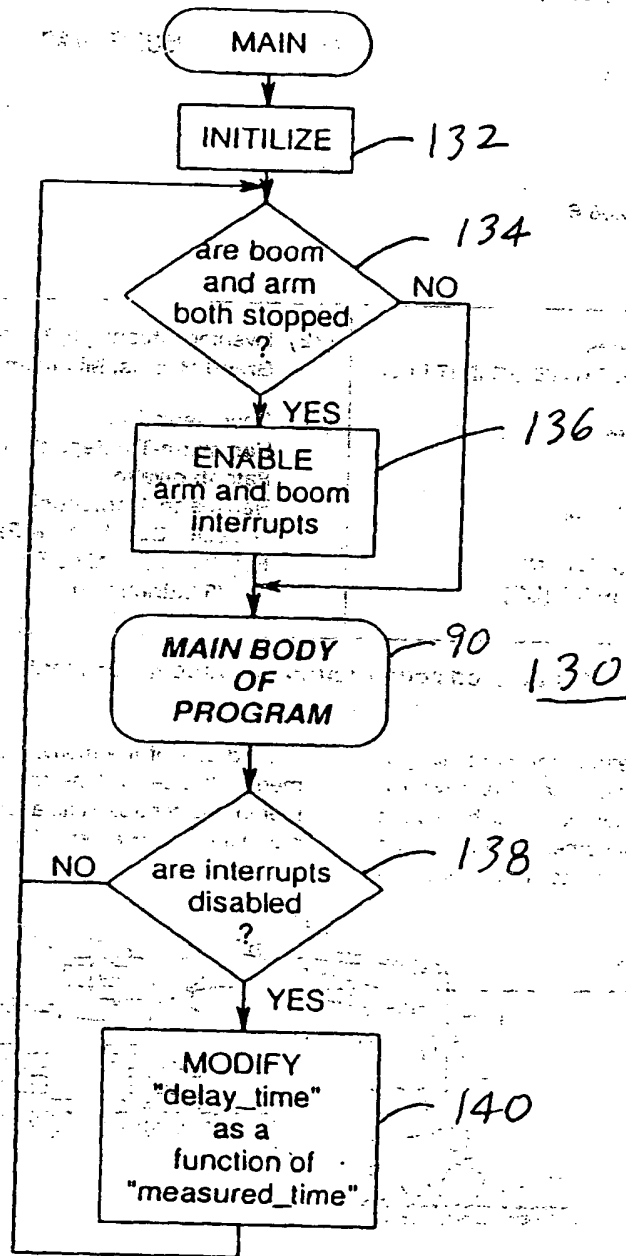 MAIN
INITILIZE
132
are boom
and arm
both stopped
?
134
NO
YES
ENABLE
arm and boom
interrupts
136
MAIN BODY
OF
PROGRAM
90
130
are interrupts
disabled
?
138
NO
YES
MODIFY
"delay_time"
as a
function of
"measured_time"
140